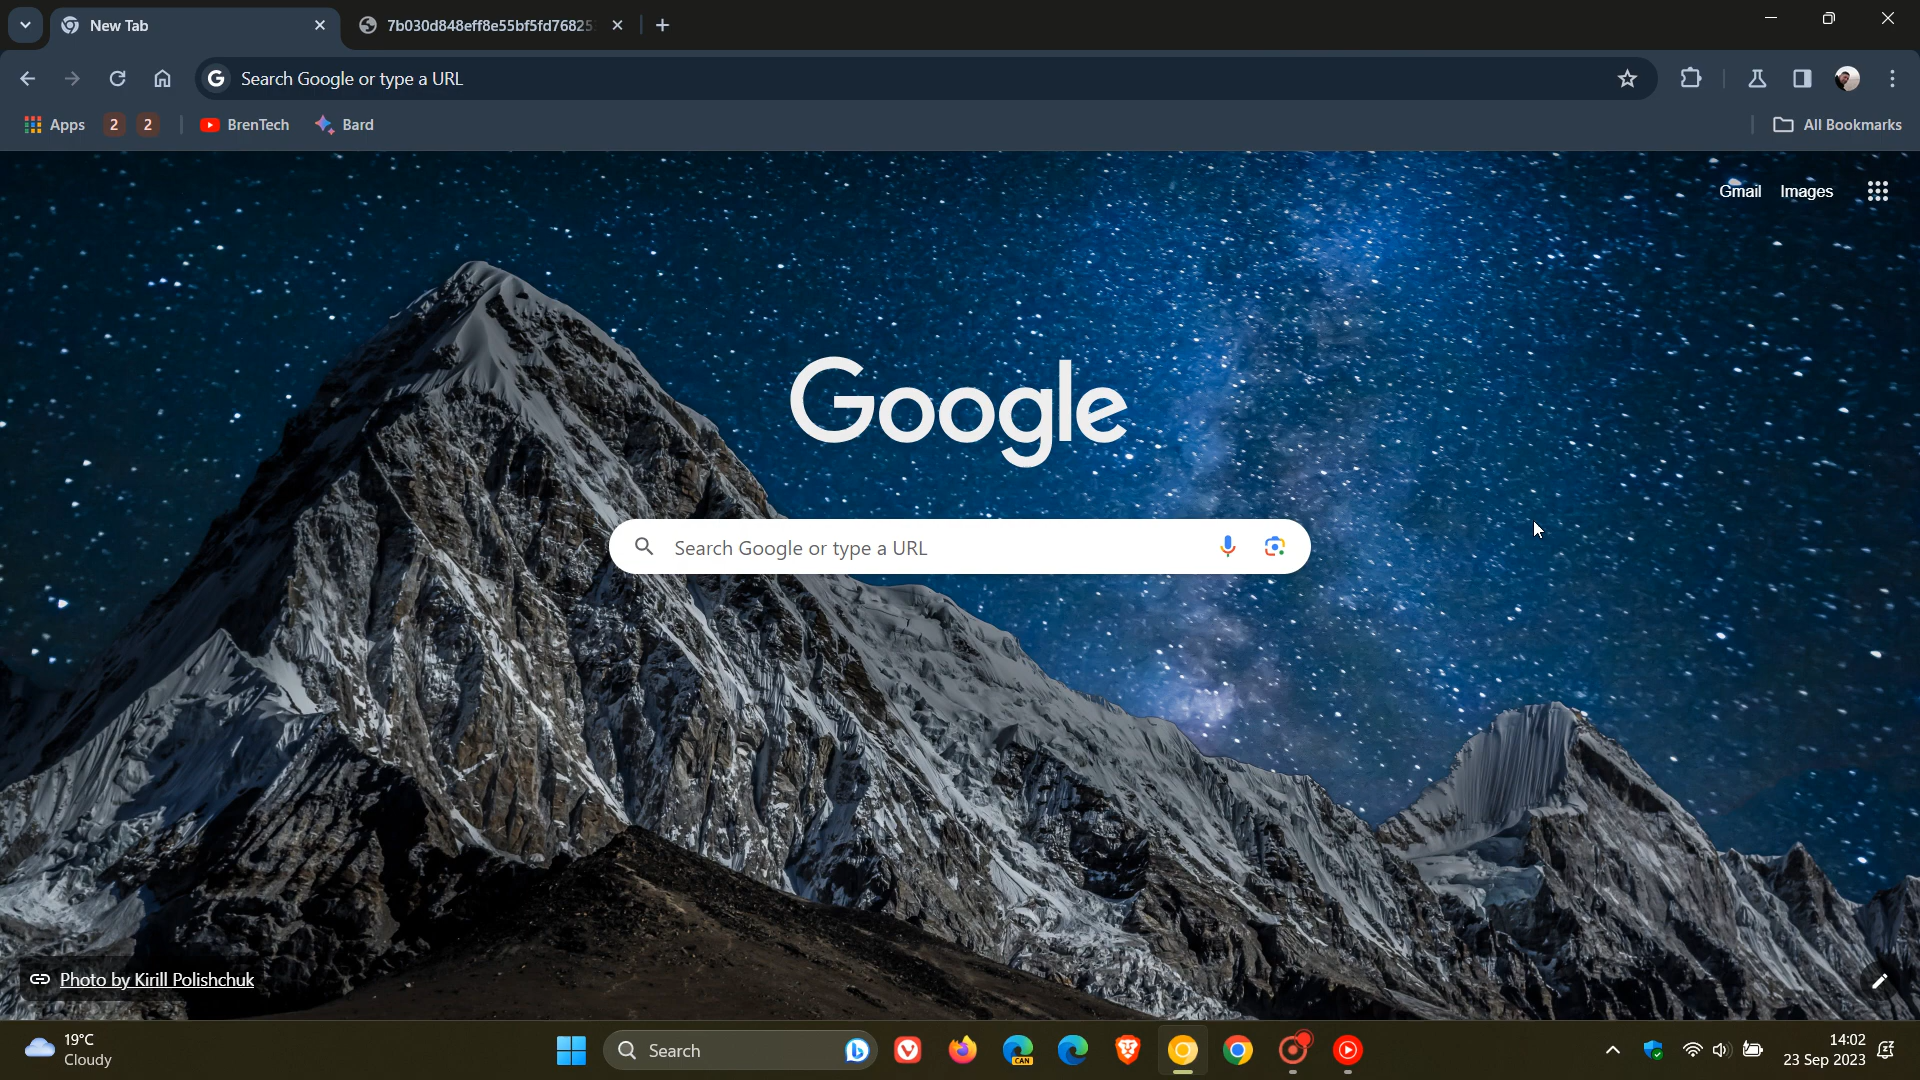 New Tab
7b030d848eff8e55bf5fd76825
Search Google or type a URL
Apps
2
2
BrenTech
Bard
All Bookmarks
Gmail
Images
Google
Search Google or type a URL
Photo by Kirill Polishchuk
19°C
Cloudy
Search
CAN
14:02
23 Sep 2023